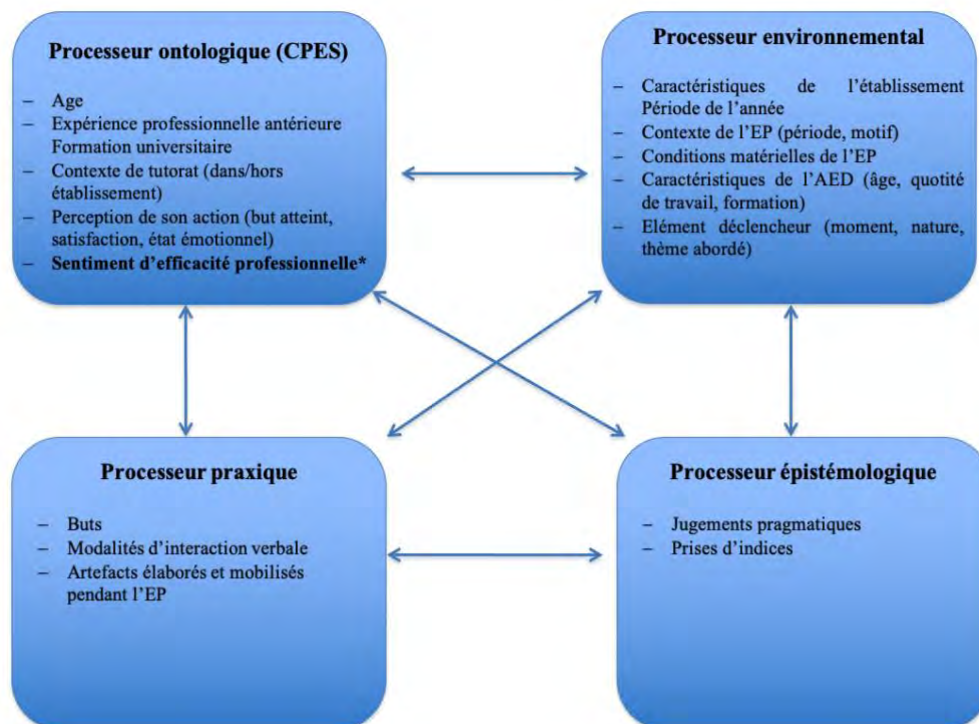 Processeur ontologique (CPES)
– Age
– Expérience professionnelle antérieure
Formation universitaire
– Contexte de tutorat (dans/hors
établissement)
– Perception de son action (but atteint,
satisfaction, état émotionnel)
– Sentiment d’efficacité professionnelle*
Processeur environnemental
– Caractéristiques de l’établissement
Période de l’année
– Contexte de l’EP (période, motif)
– Conditions matérielles de l’EP
– Caractéristiques de l’AED (âge, quotité
de travail, formation)
– Elément déclencheur (moment, nature,
thème abordé)
Processeur praxique
– Buts
– Modalités d’interaction verbale
– Artefacts élaborés et mobilisés
pendant l’EP
Processeur épistémologique
– Jugements pragmatiques
– Prises d’indices